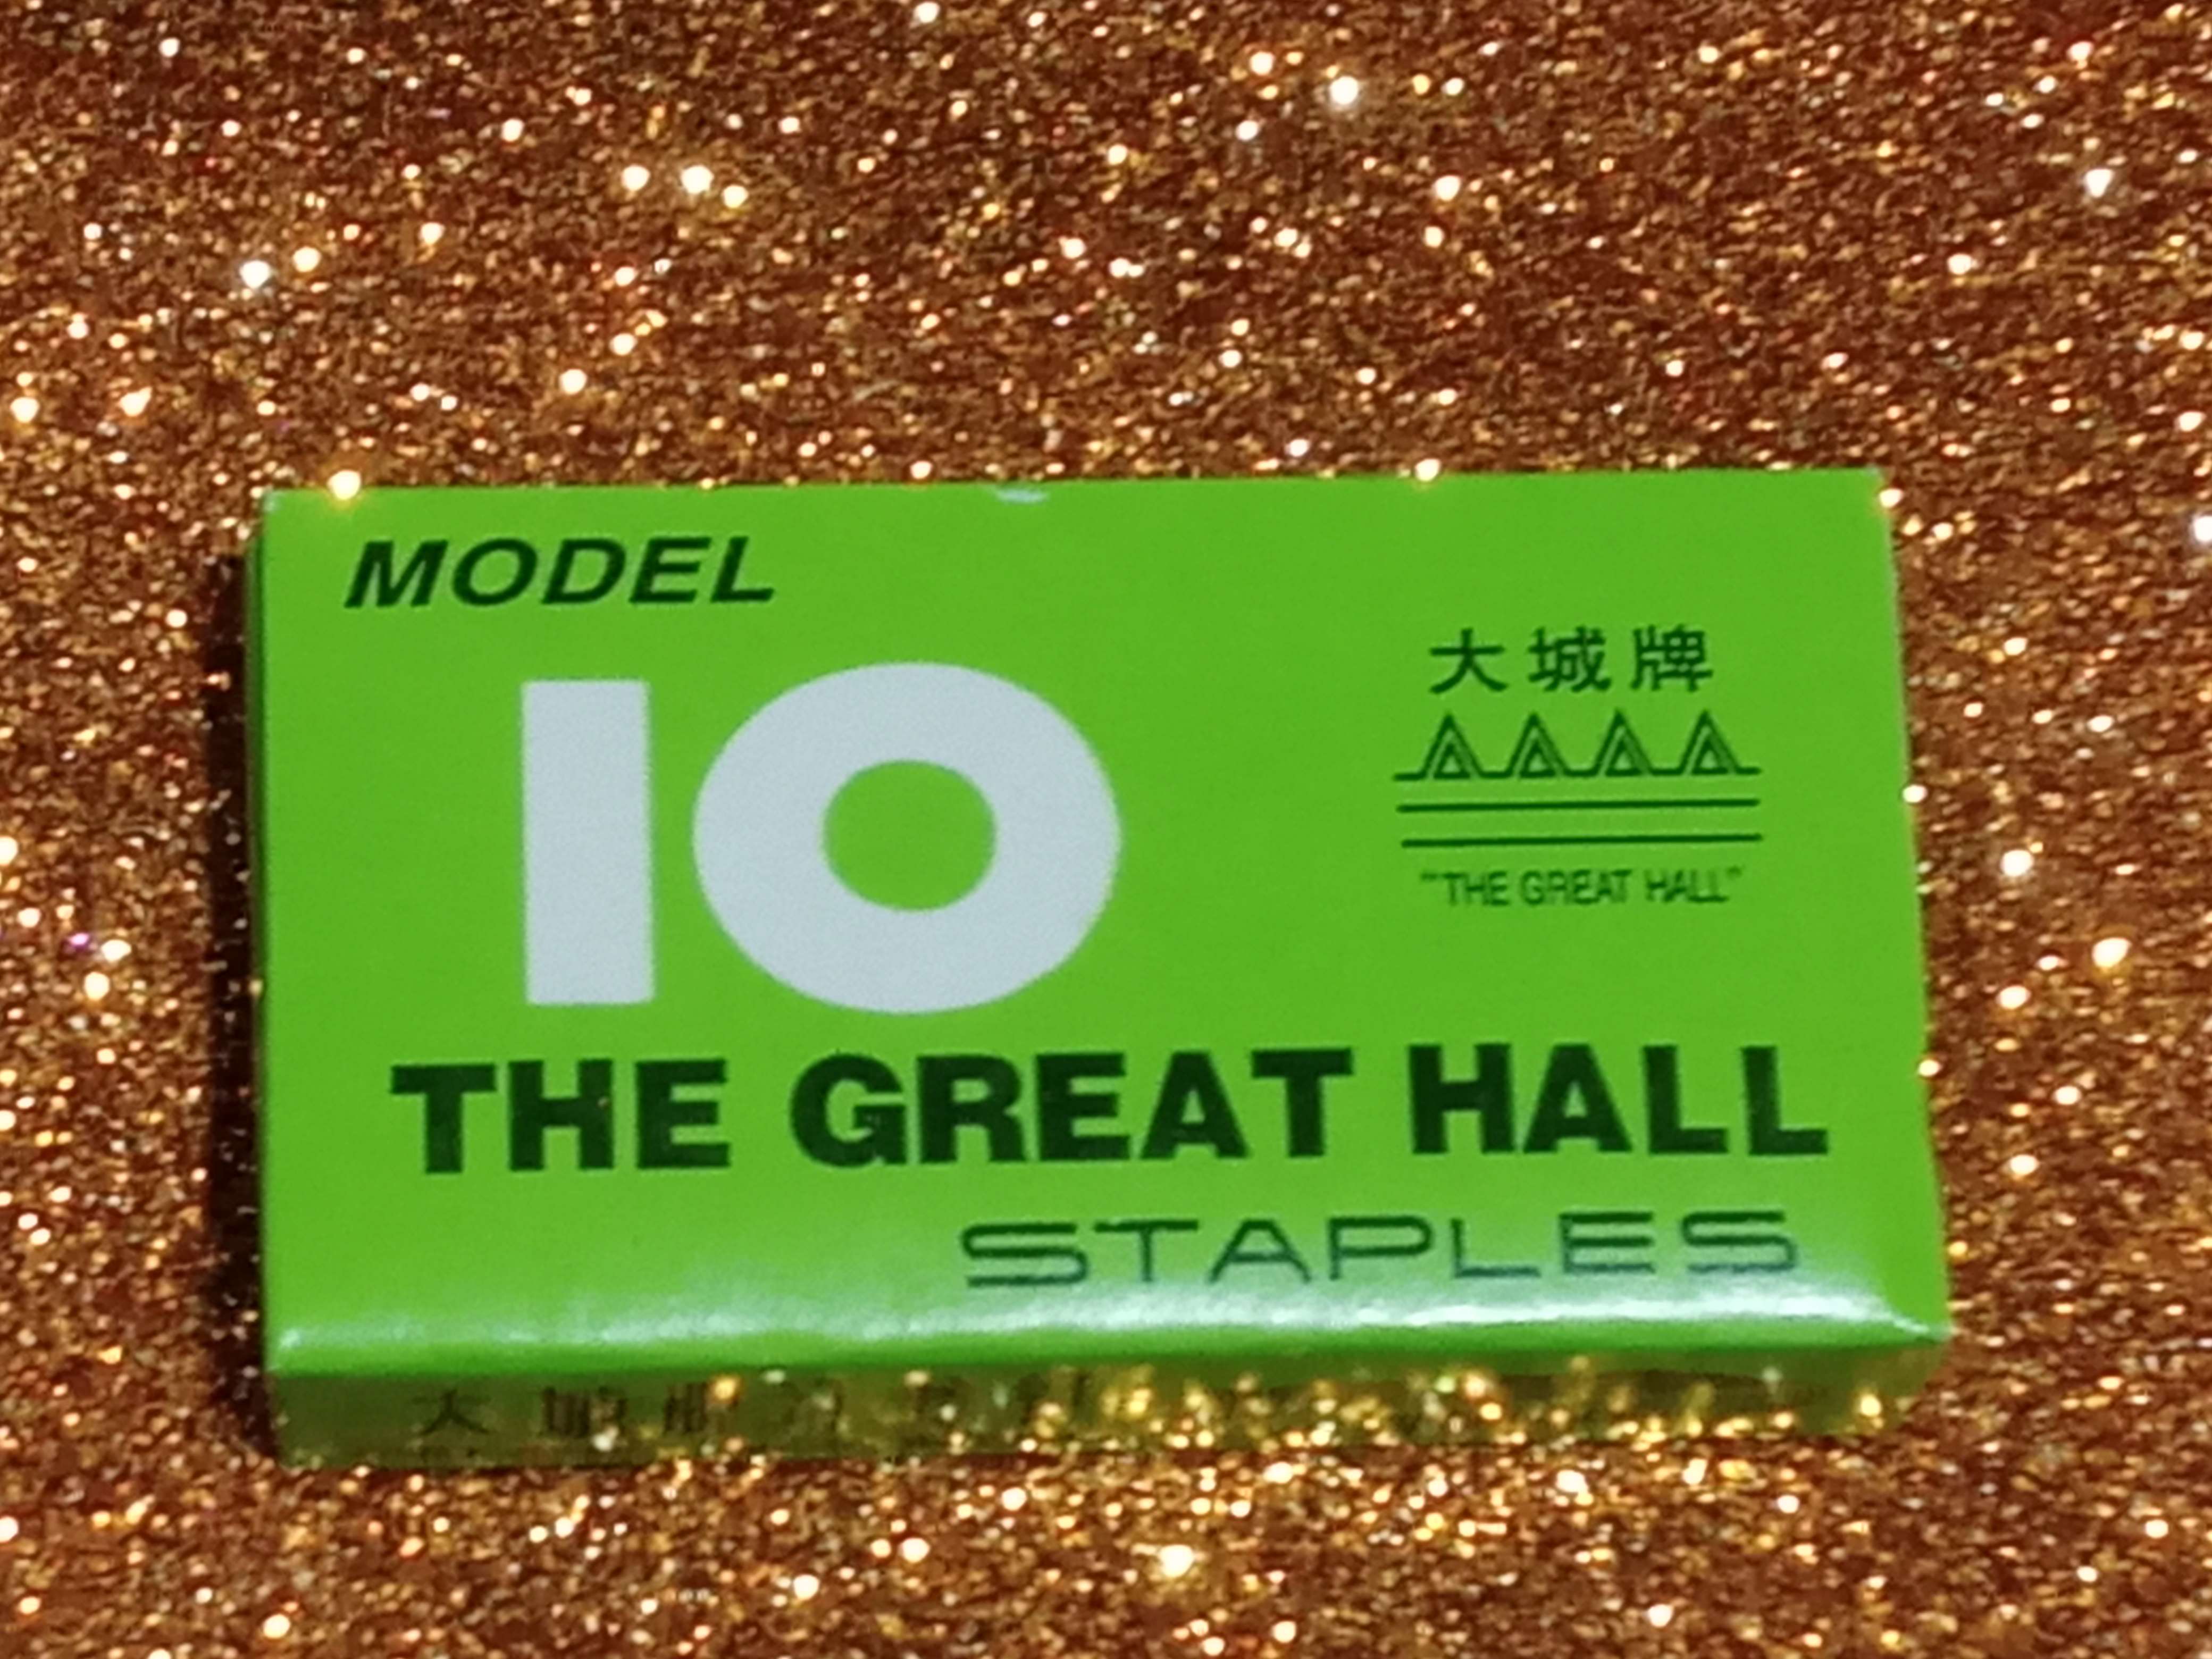 MODEL
10
大城牌
"THE GREAT HALL"
THE GREAT HALL
STAPLES